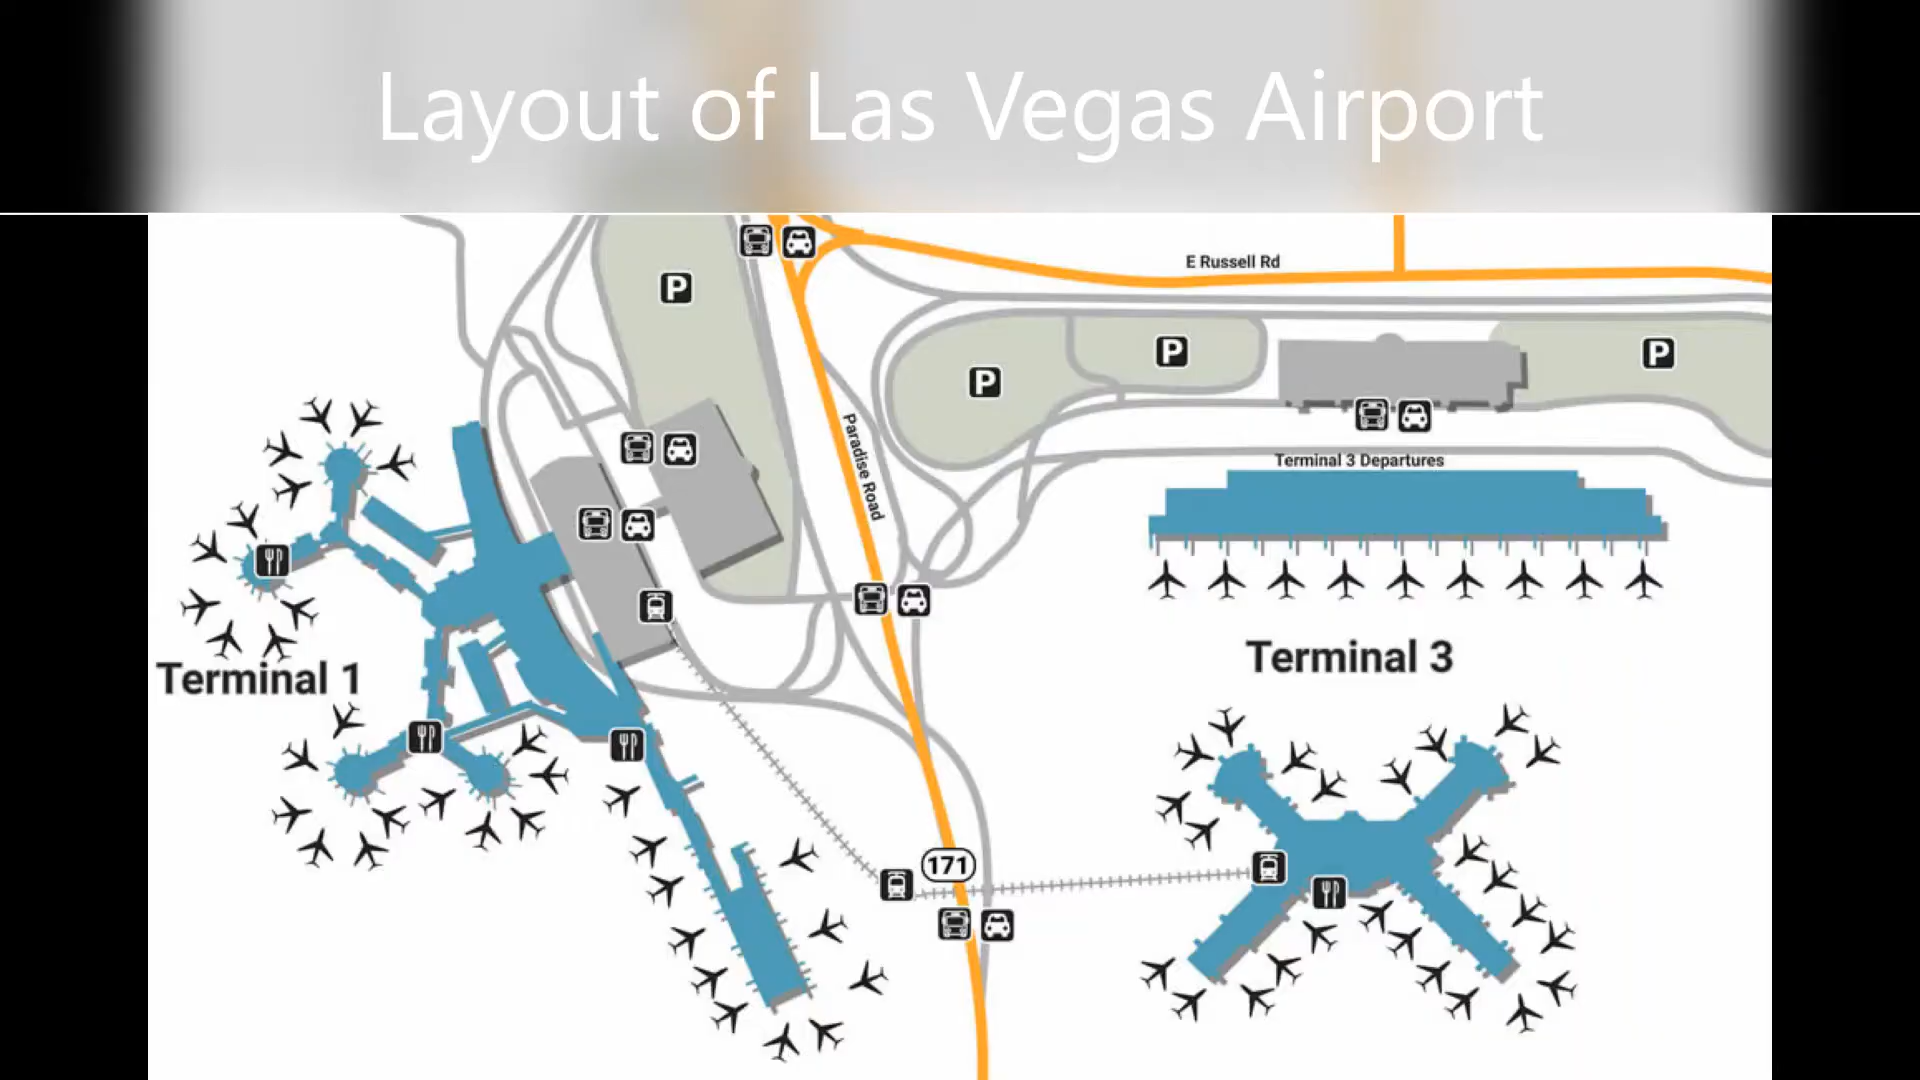 Layout of Las Vegas Airport
E Russell Rd
P
P
P
P
Paradise Road
Terminal 3 Departures
Terminal 3
Terminal 1
171